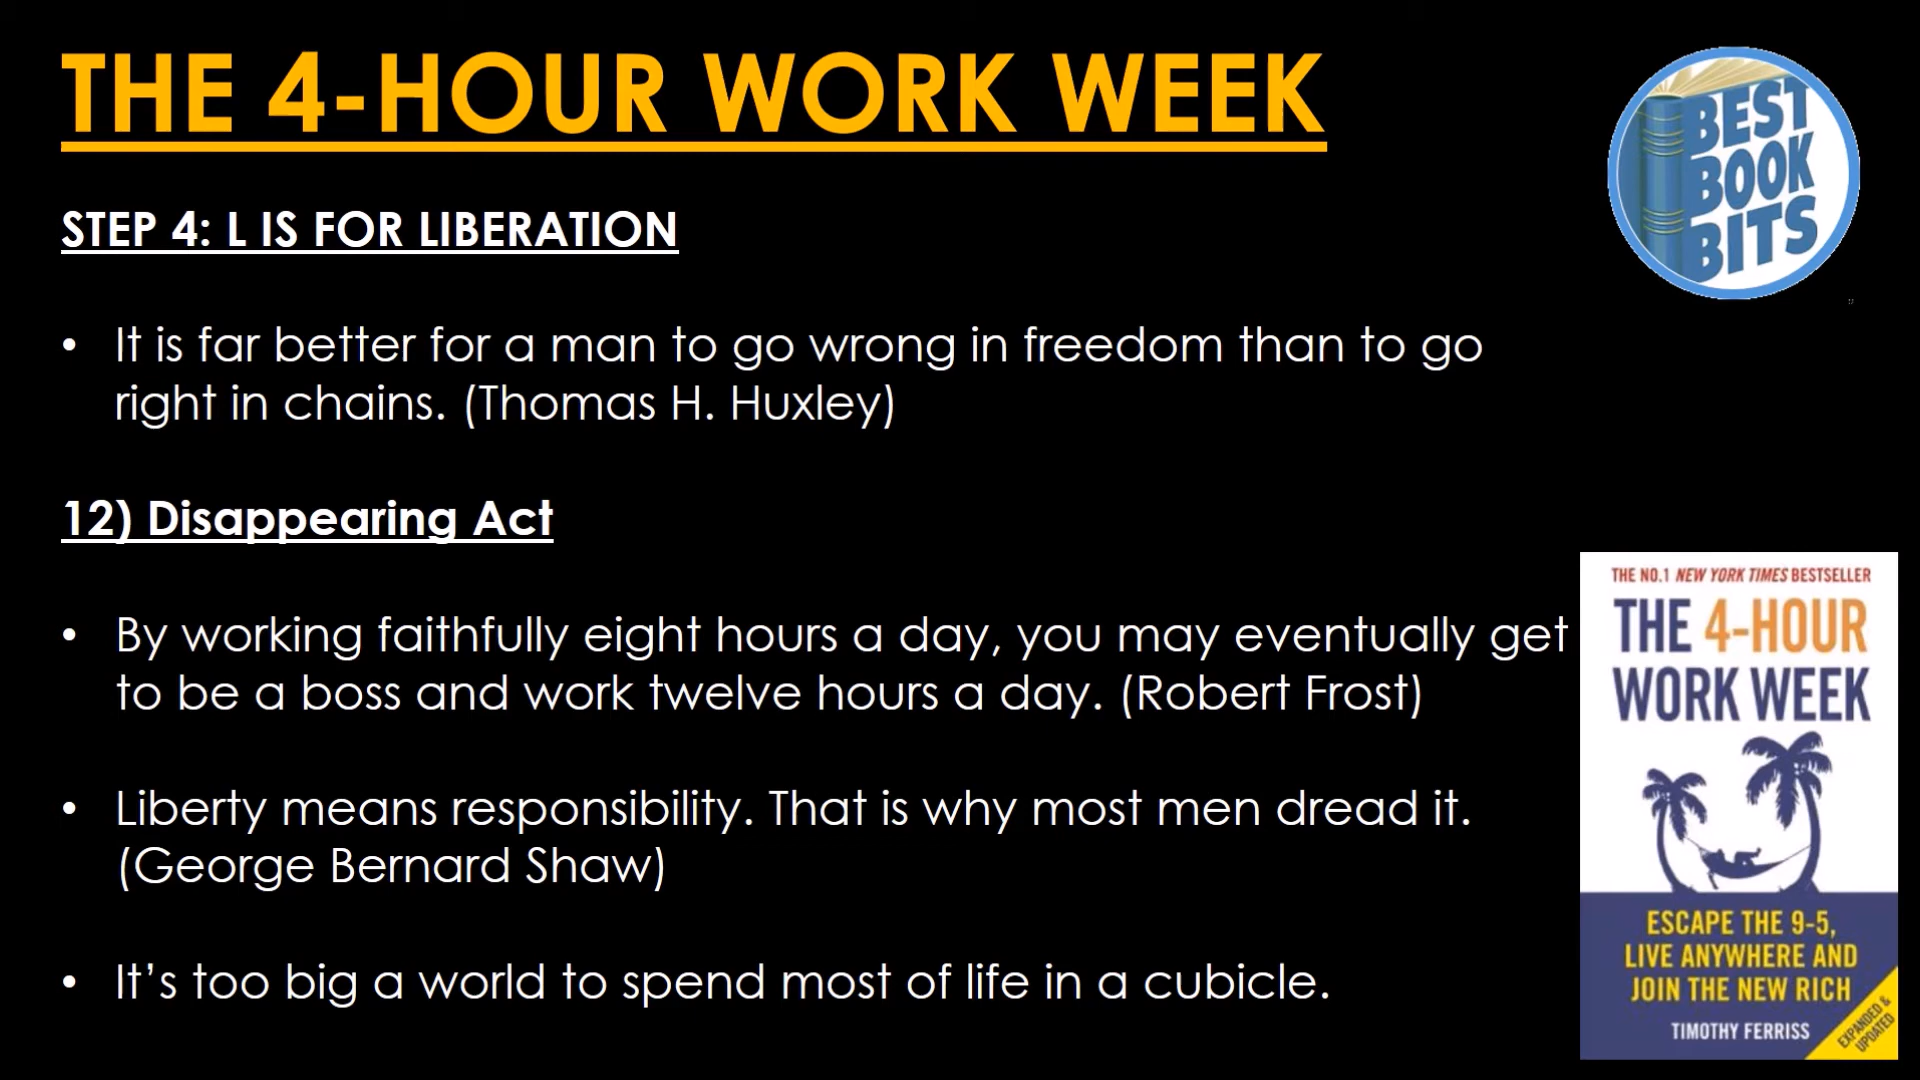 THE 4-HOUR WORK WEEK
BEST
BOOK
BITS
STEP 4: L IS FOR LIBERATION
• It is far better for a man to go wrong in freedom than to go
right in chains. (Thomas H. Huxley)
12) Disappearing Act
• By working faithfully eight hours a day, you may eventually get
to be a boss and work twelve hours a day. (Robert Frost)
• Liberty means responsibility. That is why most men dread it.
(George Bernard Shaw)
• It’s too big a world to spend most of life in a cubicle.
THE NO.1 NEW YORK TIMES BESTSELLER
THE 4-HOUR
WORK WEEK
ESCAPE THE 9-5,
LIVE ANYWHERE AND
JOIN THE NEW RICH
TIMOTHY FERRISS
EXPANDED &
UPDATED